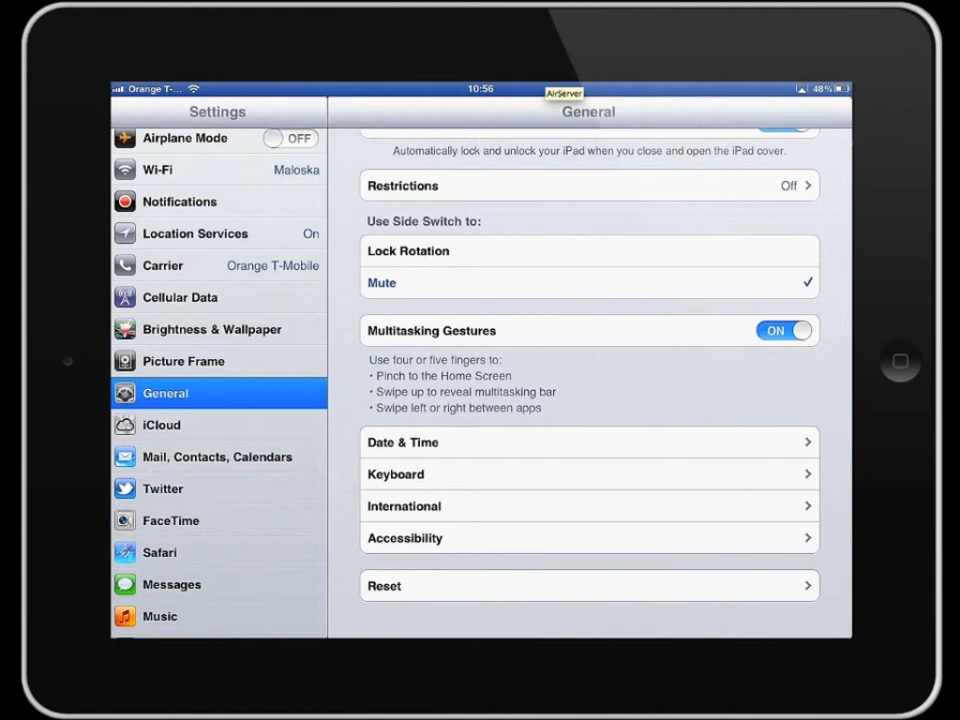 Orange T-... 10:56 AirServer 48%
Settings
Airplane Mode OFF
Wi-Fi Maloska
Notifications
Location Services On
Carrier Orange T-Mobile
Cellular Data
Brightness & Wallpaper
Picture Frame
General
iCloud
Mail, Contacts, Calendars
Twitter
FaceTime
Safari
Messages
Music
General
Automatically lock and unlock your iPad when you close and open the iPad cover.
Restrictions Off
Use Side Switch to:
Lock Rotation
Mute
Multitasking Gestures ON
Use four or five fingers to:
• Pinch to the Home Screen
• Swipe up to reveal multitasking bar
• Swipe left or right between apps
Date & Time
Keyboard
International
Accessibility
Reset